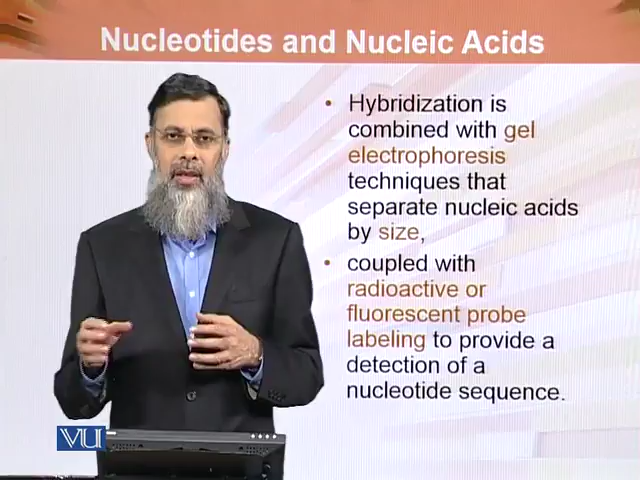 Nucleotides and Nucleic Acids
• Hybridization is
combined with gel
electrophoresis
techniques that
separate nucleic acids
by size,
• coupled with
radioactive or
fluorescent probe
labeling to provide a
detection of a
nucleotide sequence.
VU